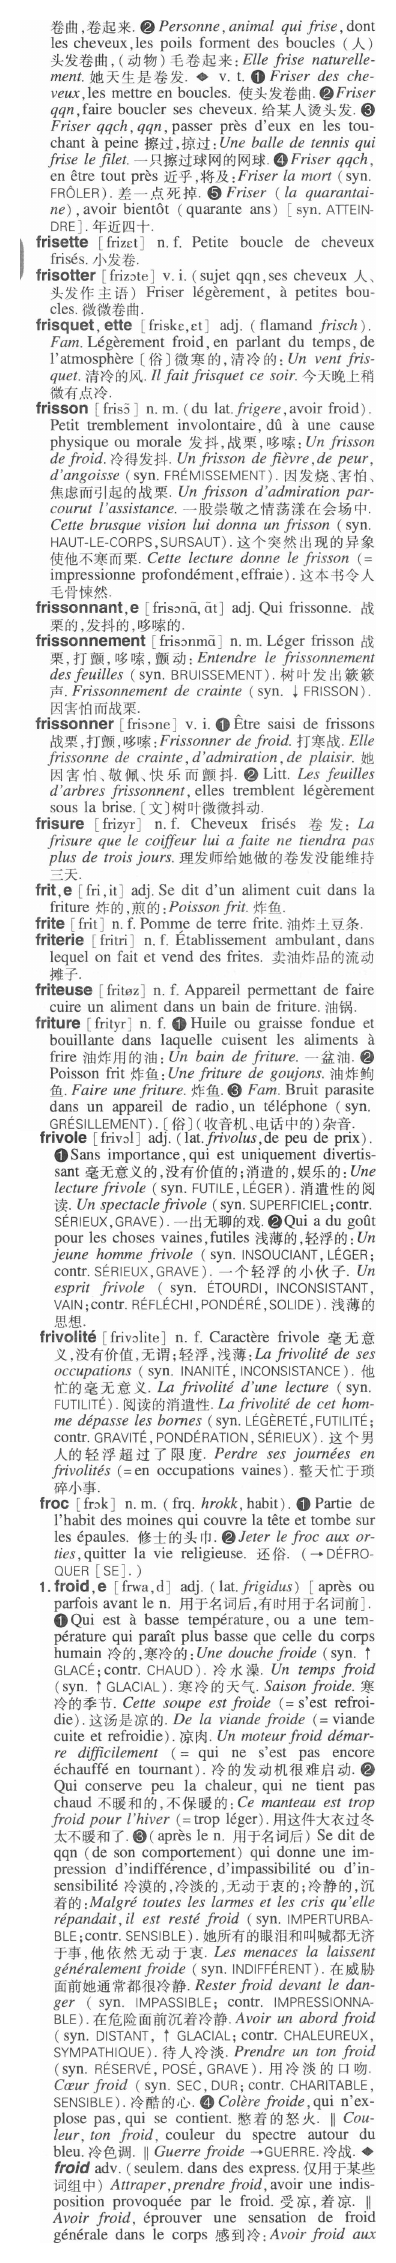 卷曲,卷起来. ❷ Personne, animal qui frise, dont
les cheveux, les poils forment des boucles (人)
头发卷曲,(动物)毛卷起来: Elle frise naturelle-
ment. 她天生是卷发. ◆ v. t. ❶ Friser des che-
veux, les mettre en boucles. 使头发卷曲. ❷ Friser
qqn, faire boucler ses cheveux. 给某人烫头发. ❸
Friser qqch, qqn, passer près d'eux en les tou-
chant à peine 擦过,掠过: Une balle de tennis qui
frise le filet. 一只擦过球网的网球. ❹ Friser qqch,
en être tout près 近乎,将及: Friser la mort (syn.
FRÔLER). 差一点死掉. ❺ Friser (la quarantai-
ne), avoir bientôt (quarante ans) [syn. ATTEIN-
DRE]. 年近四十.
frisette [frizɛt] n. f. Petite boucle de cheveux
frisés. 小发卷.
frisotter [frizɔte] v. i. (sujet qqn, ses cheveux 人、
头发作主语) Friser légèrement, à petites bou-
cles. 微微卷曲.
frisquet, ette [friskɛ, ɛt] adj. (flamand frisch).
Fam. Légèrement froid, en parlant du temps, de
l'atmosphère [俗]微寒的,清冷的: Un vent fris-
quet. 清冷的风. Il fait frisquet ce soir. 今天晚上稍
微有点冷.
frisson [frisɔ̃] n. m. (du lat. frigere, avoir froid).
Petit tremblement involontaire, dû à une cause
physique ou morale 发抖,战栗,哆嗦: Un frisson
de froid. 冷得发抖. Un frisson de fièvre, de peur,
d'angoisse (syn. FRÉMISSEMENT). 因发烧、害怕、
焦虑而引起的战栗. Un frisson d'admiration par-
courut l'assistance. 一股崇敬之情荡漾在会场中.
Cette brusque vision lui donna un frisson (syn.
HAUT-LE-CORPS, SURSAUT). 这个突然出现的异象
使他不寒而栗. Cette lecture donne le frisson (=
impressionne profondément, effraie). 这本书令人
毛骨悚然.
frissonnant, e [frisɔnɑ̃, ɑ̃t] adj. Qui frissonne. 战
栗的,发抖的,哆嗦的.
frissonnement [frisɔnmɑ̃] n. m. Léger frisson 战
栗,打颤,哆嗦,颤动: Entendre le frissonnement
des feuilles (syn. BRUISSEMENT). 树叶发出簌簌
声. Frissonnement de crainte (syn. ↓ FRISSON).
因害怕而战栗.
frissonner [frisɔne] v. i. ❶ Être saisi de frissons
战栗,打颤,哆嗦: Frissonner de froid. 打寒战. Elle
frissonne de crainte, d'admiration, de plaisir. 她
因害怕、敬佩、快乐而颤抖. ❷ Litt. Les feuilles
d'arbres frissonnent, elles tremblent légèrement
sous la brise. [文]树叶微微抖动.
frisure [frizyr] n. f. Cheveux frisés 卷发: La
frisure que le coiffeur lui a faite ne tiendra pas
plus de trois jours. 理发师给她做的卷发没能维持
三天.
frit, e [fri, it] adj. Se dit d'un aliment cuit dans la
friture 炸的,煎的: Poisson frit. 炸鱼.
frite [frit] n. f. Pomme de terre frite. 油炸土豆条.
friterie [fritri] n. f. Établissement ambulant, dans
lequel on fait et vend des frites. 卖油炸品的流动
摊子.
friteuse [fritøz] n. f. Appareil permettant de faire
cuire un aliment dans un bain de friture. 油锅.
friture [frityr] n. f. ❶ Huile ou graisse fondue et
bouillante dans laquelle cuisent les aliments à
frire 油炸用的油: Un bain de friture. 一盆油. ❷
Poisson frit 炸鱼: Une friture de goujons. 油炸鮈
鱼. Faire une friture. 炸鱼. ❸ Fam. Bruit parasite
dans un appareil de radio, un téléphone (syn.
GRÉSILLEMENT). [俗](收音机、电话中的)杂音.
frivole [frivɔl] adj. (lat. frivolus, de peu de prix).
❶ Sans importance, qui est uniquement divertis-
sant 毫无意义的,没有价值的;消遣的,娱乐的: Une
lecture frivole (syn. FUTILE, LÉGER). 消遣性的阅
读. Un spectacle frivole (syn. SUPERFICIEL; contr.
SÉRIEUX, GRAVE). 一出无聊的戏. ❷ Qui a du goût
pour les choses vaines, futiles 浅薄的,轻浮的: Un
jeune homme frivole (syn. INSOUCIANT, LÉGER;
contr. SÉRIEUX, GRAVE). 一个轻浮的小伙子. Un
esprit frivole (syn. ÉTOURDI, INCONSISTANT,
VAIN; contr. RÉFLÉCHI, PONDÉRÉ, SOLIDE). 浅薄的
思想.
frivolité [frivɔlite] n. f. Caractère frivole 毫无意
义,没有价值,无谓;轻浮,浅薄: La frivolité de ses
occupations (syn. INANITÉ, INCONSISTANCE). 他
忙的毫无意义. La frivolité d'une lecture (syn.
FUTILITÉ). 阅读的消遣性. La frivolité de cet hom-
me dépasse les bornes (syn. LÉGÈRETÉ, FUTILITÉ;
contr. GRAVITÉ, PONDÉRATION, SÉRIEUX). 这个男
人的轻浮超过了限度. Perdre ses journées en
frivolités (= en occupations vaines). 整天忙于琐
碎小事.
froc [frɔk] n. m. (frq. hrokk, habit). ❶ Partie de
l'habit des moines qui couvre la tête et tombe sur
les épaules. 修士的头巾. ❷ Jeter le froc aux or-
ties, quitter la vie religieuse. 还俗. (→ DÉFRO-
QUER [SE].)
1. froid, e [frwa, d] adj. (lat. frigidus) [après ou
parfois avant le n. 用于名词后,有时用于名词前].
❶ Qui est à basse température, ou a une tem-
pérature qui paraît plus basse que celle du corps
humain 冷的,寒冷的: Une douche froide (syn. ↑
GLACÉ; contr. CHAUD). 冷水澡. Un temps froid
(syn. ↑ GLACIAL). 寒冷的天气. Saison froide. 寒
冷的季节. Cette soupe est froide (= s'est refroi-
die). 这汤是凉的. De la viande froide (= viande
cuite et refroidie). 凉肉. Un moteur froid démar-
re difficilement (= qui ne s'est pas encore
échauffé en tournant). 冷的发动机很难启动. ❷
Qui conserve peu la chaleur, qui ne tient pas
chaud 不暖和的,不保暖的: Ce manteau est trop
froid pour l'hiver (= trop léger). 用这件大衣过冬
太不暖和了. ❸ (après le n. 用于名词后) Se dit de
qqn (de son comportement) qui donne une im-
pression d'indifférence, d'impassibilité ou d'in-
sensibilité 冷漠的,冷淡的,无动于衷的;冷静的,沉
着的: Malgré toutes les larmes et les cris qu'elle
répandait, il est resté froid (syn. IMPERTURBA-
BLE; contr. SENSIBLE). 她所有的眼泪和叫喊都无济
于事,他依然无动于衷. Les menaces la laissent
généralement froide (syn. INDIFFÉRENT). 在威胁
面前她通常都很冷静. Rester froid devant le dan-
ger (syn. IMPASSIBLE; contr. IMPRESSIONNA-
BLE). 在危险面前沉着冷静. Avoir un abord froid
(syn. DISTANT, ↑ GLACIAL; contr. CHALEUREUX,
SYMPATHIQUE). 待人冷淡. Prendre un ton froid
(syn. RÉSERVÉ, POSÉ, GRAVE). 用冷淡的口吻.
Cœur froid (syn. SEC, DUR; contr. CHARITABLE,
SENSIBLE). 冷酷的心. ❹ Colère froide, qui n'ex-
plose pas, qui se contient. 憋着的怒火. ‖ Cou-
leur, ton froid, couleur du spectre autour du
bleu. 冷色调. ‖ Guerre froide → GUERRE. 冷战. ◆
froid adv. (seulem. dans des express. 仅用于某些
词组中) Attraper, prendre froid, avoir une indis-
position provoquée par le froid. 受凉,着凉. ‖
Avoir froid, éprouver une sensation de froid
générale dans le corps 感到冷: Avoir froid aux